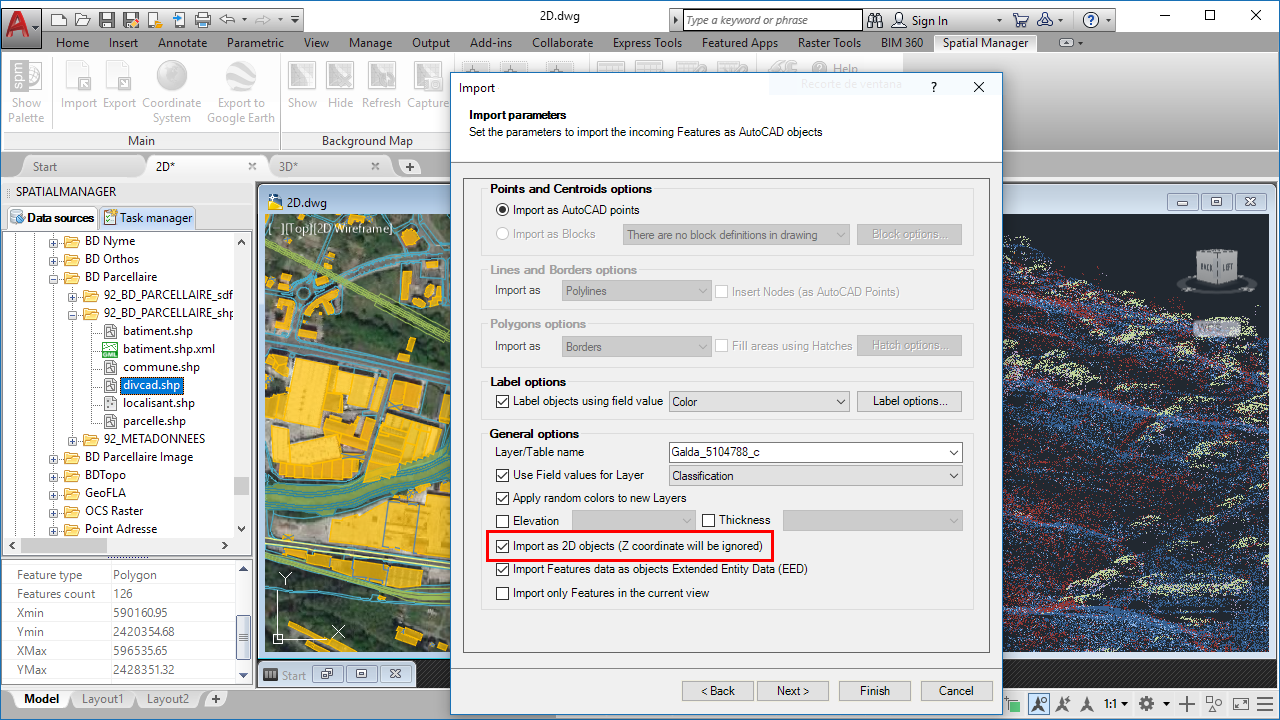 2D.dwg
Type a keyword or phrase
Sign In
Home Insert Annotate Parametric View Manage Output Add-ins Collaborate Express Tools Featured Apps Raster Tools BIM 360 Spatial Manager
spm
Show Palette
Import
Export
Coordinate System
Export to Google Earth
Show
Hide
Refresh
Capture
Help
Recorte de ventana
Main
Background Map
Start
2D*
3D*
SPATIALMANAGER
Data sources
Task manager
BD Nyme
BD Orthos
BD Parcellaire
92_BD_PARCELLAIRE_sdf
92_BD_PARCELLAIRE_shp
batiment.shp
GML
batiment.shp.xml
commune.shp
divcad.shp
localisant.shp
parcelle.shp
92_METADONNEES
BD Parcellaire Image
BDTopo
GeoFLA
OCS Raster
Point Adresse
Feature type Polygon
Features count 126
Xmin 590160.95
Ymin 2420354.68
XMax 596535.65
YMax 2428351.32
2D.dwg
[ ][Top][2D Wireframe]
Y
X
Start
Import
?
Import parameters
Set the parameters to import the incoming Features as AutoCAD objects
Points and Centroids options
Import as AutoCAD points
Import as Blocks There are no block definitions in drawing Block options...
Lines and Borders options
Import as Polylines Insert Nodes (as AutoCAD Points)
Polygons options
Import as Borders Fill areas using Hatches Hatch options...
Label options
Label objects using field value Color Label options...
General options
Layer/Table name Galda_5104788_c
Use Field values for Layer Classification
Apply random colors to new Layers
Elevation Thickness
Import as 2D objects (Z coordinate will be ignored)
Import Features data as objects Extended Entity Data (EED)
Import only Features in the current view
< Back Next > Finish Cancel
BACK LEFT
WCS
Model Layout1 Layout2 +
1:1